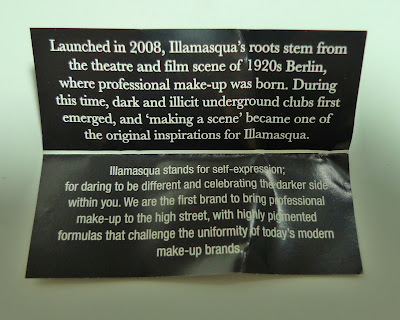 Launched in 2008, Illamasqua's roots stem from
the theatre and film scene of 1920s Berlin,
where professional make-up was born. During
this time, dark and illicit underground clubs first
emerged, and 'making a scene' became one of
the original inspirations for Illamasqua.
Illamasqua stands for self-expression;
for daring to be different and celebrating the darker side
within you. We are the first brand to bring professional
make-up to the high street, with highly pigmented
formulas that challenge the uniformity of today's modern
make-up brands.